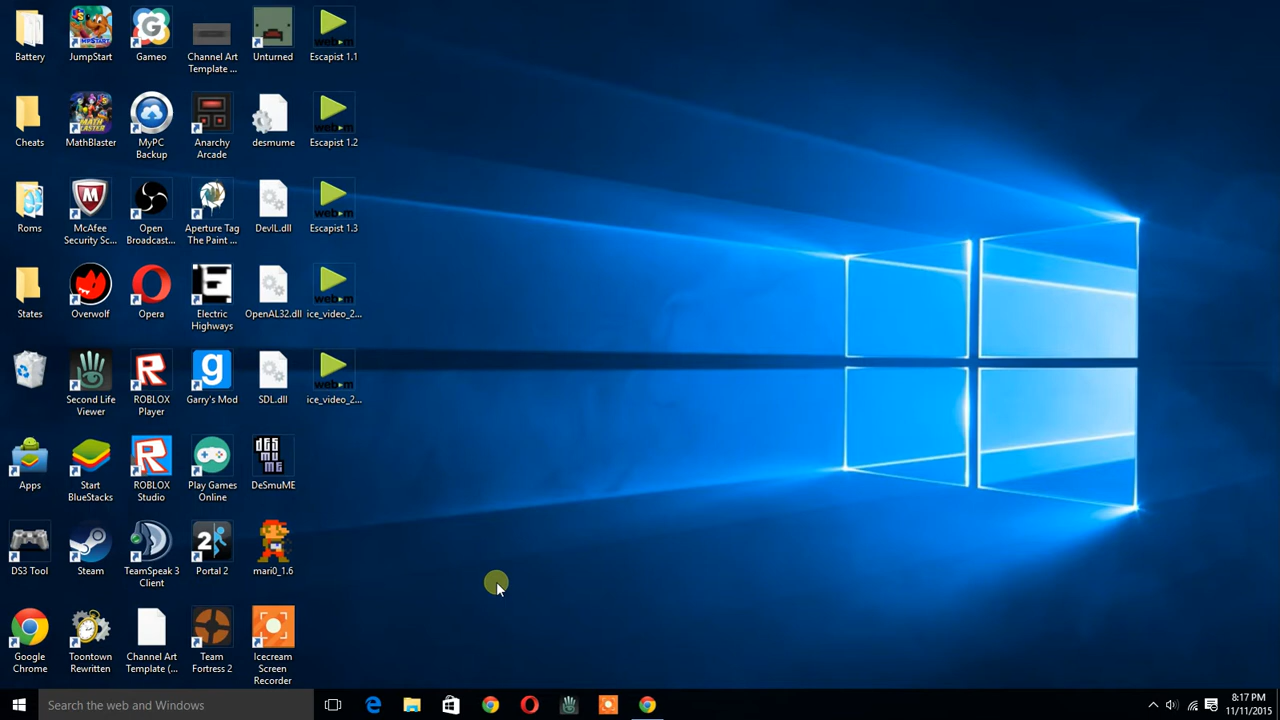 Battery
JumpStart
Gameo
Channel Art
Template ...
Unturned
Escapist 1.1
webm
Cheats
MathBlaster
MyPC
Backup
Anarchy
Arcade
desmume
Escapist 1.2
webm
Roms
McAfee
Security Sc...
Open
Broadcast...
Aperture Tag
The Paint ...
DevIL.dll
Escapist 1.3
webm
States
Overwolf
Opera
Electric
Highways
OpenAL32.dll
ice_video_2...
webm
Second Life
Viewer
ROBLOX
Player
Garry's Mod
SDL.dll
ice_video_2...
webm
Apps
Start
BlueStacks
ROBLOX
Studio
Play Games
Online
DeSmuME
DS3 Tool
Steam
TeamSpeak 3
Client
Portal 2
mari0_1.6
Google
Chrome
Toontown
Rewritten
Channel Art
Template (...
Team
Fortress 2
Icecream
Screen
Recorder
Search the web and Windows
8:17 PM
11/11/2015